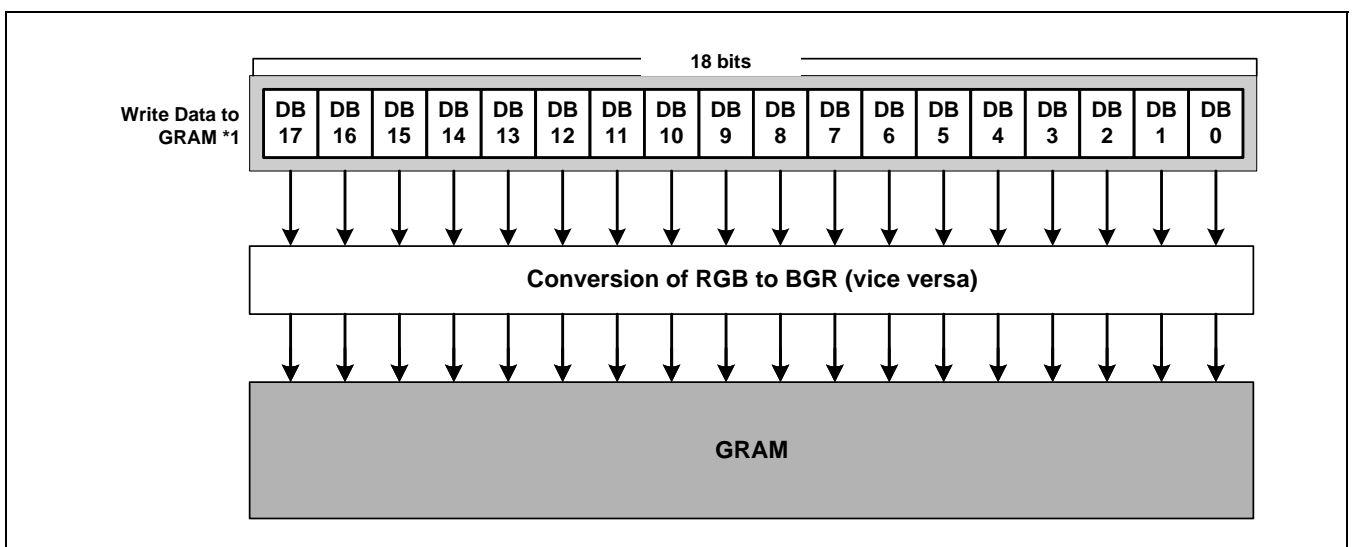 18 bits
Write Data to
GRAM *1
DB DB DB DB DB DB DB DB DB DB DB DB DB DB DB DB DB DB
17 16 15 14 13 12 11 10 9 8 7 6 5 4 3 2 1 0
Conversion of RGB to BGR (vice versa)
GRAM